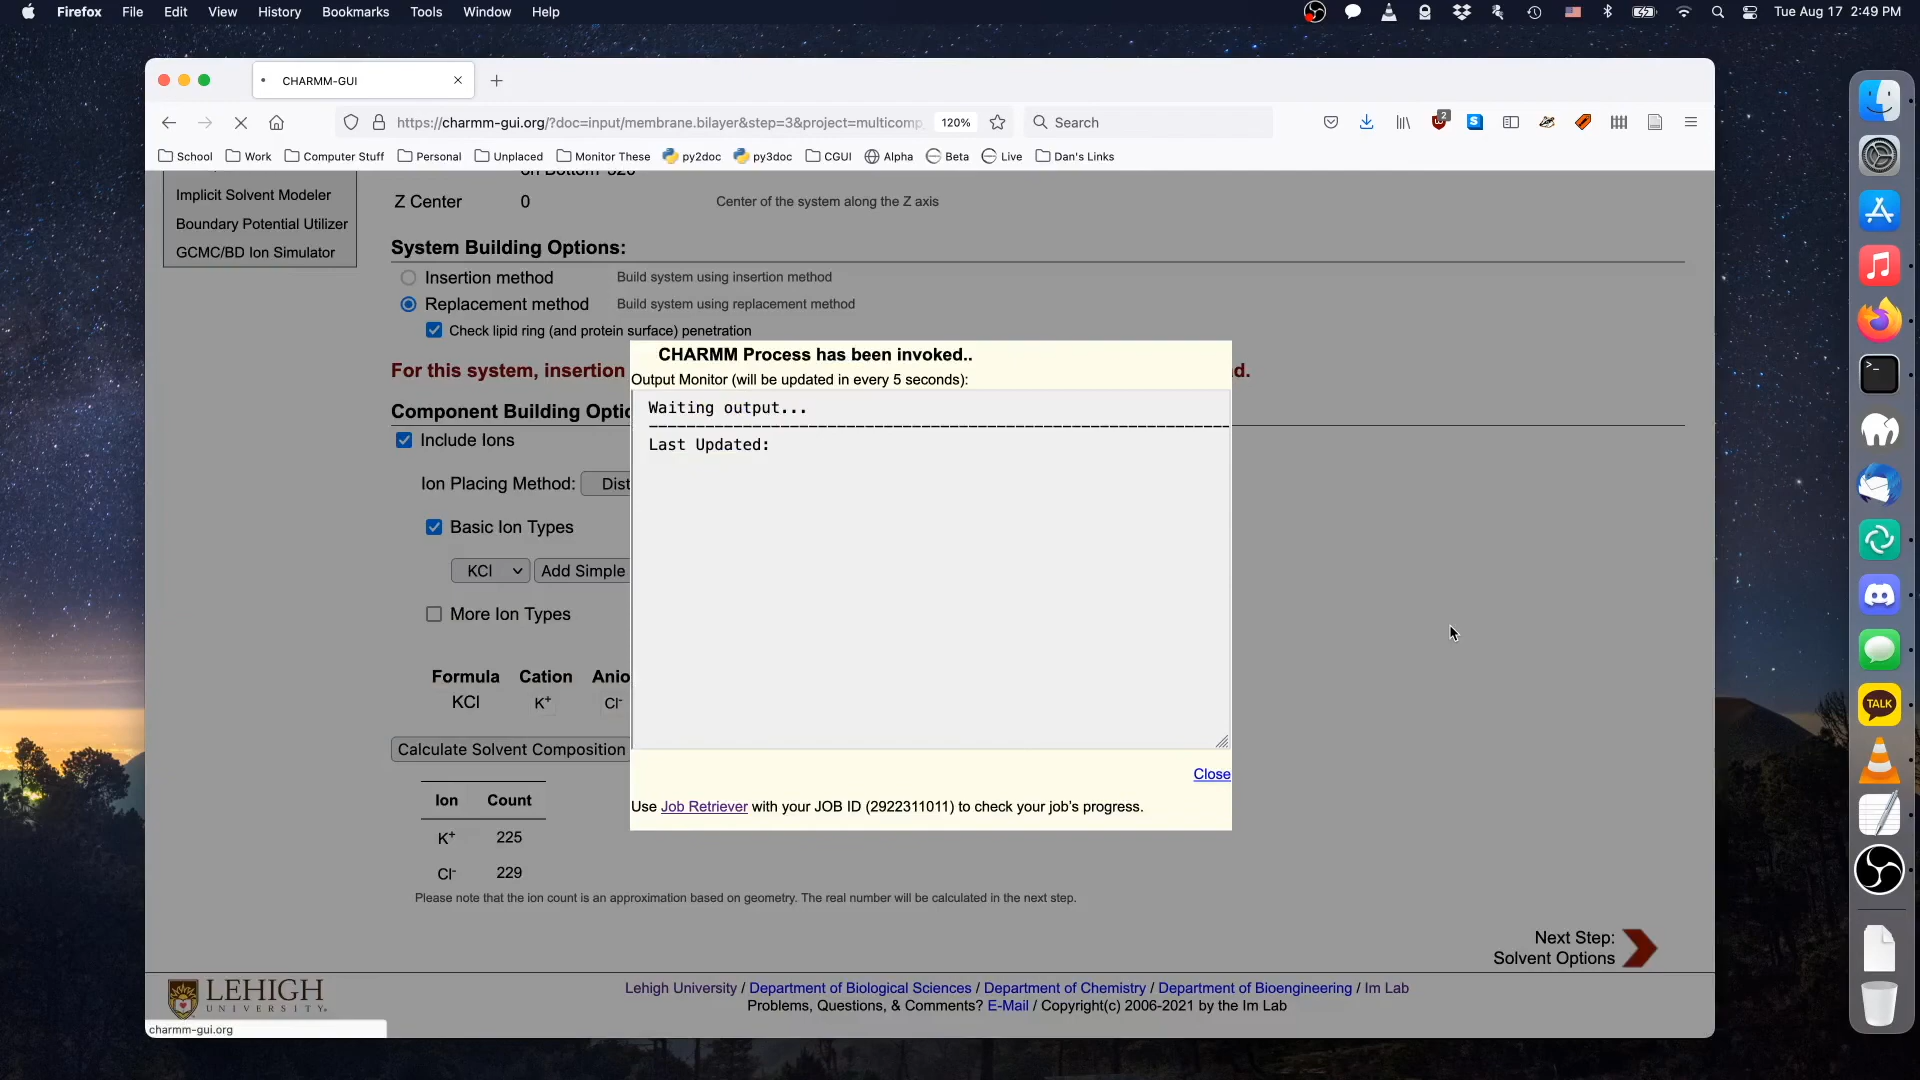 Firefox File Edit View History Bookmarks Tools Window Help
Tue Aug 17 2:49 PM
CHARMM-GUI
https://charmm-gui.org/?doc=input/membrane.bilayer&step=3&project=multicomp
120%
Search
2
School Work Computer Stuff Personal Unplaced Monitor These py2doc py3doc CGUI Alpha Beta Live Dan's Links
Implicit Solvent Modeler
Boundary Potential Utilizer
GCMC/BD Ion Simulator
Z Center 0 Center of the system along the Z axis
System Building Options:
Insertion method Build system using insertion method
Replacement method Build system using replacement method
Check lipid ring (and protein surface) penetration
For this system, insertion d.
Component Building Optio
Include Ions
Ion Placing Method: Dist
Basic Ion Types
KCl Add Simple
More Ion Types
Formula Cation Anio
KCl K+ Cl-
Calculate Solvent Composition
Ion Count
K+ 225
Cl- 229
Please note that the ion count is an approximation based on geometry. The real number will be calculated in the next step.
CHARMM Process has been invoked..
Output Monitor (will be updated in every 5 seconds):
Waiting output...
Last Updated:
Close
Use Job Retriever with your JOB ID (2922311011) to check your job's progress.
Next Step:
Solvent Options
LEHIGH
UNIVERSITY.
Lehigh University / Department of Biological Sciences / Department of Chemistry / Department of Bioengineering / Im Lab
Problems, Questions, & Comments? E-Mail / Copyright(c) 2006-2021 by the Im Lab
charmm-gui.org
TALK